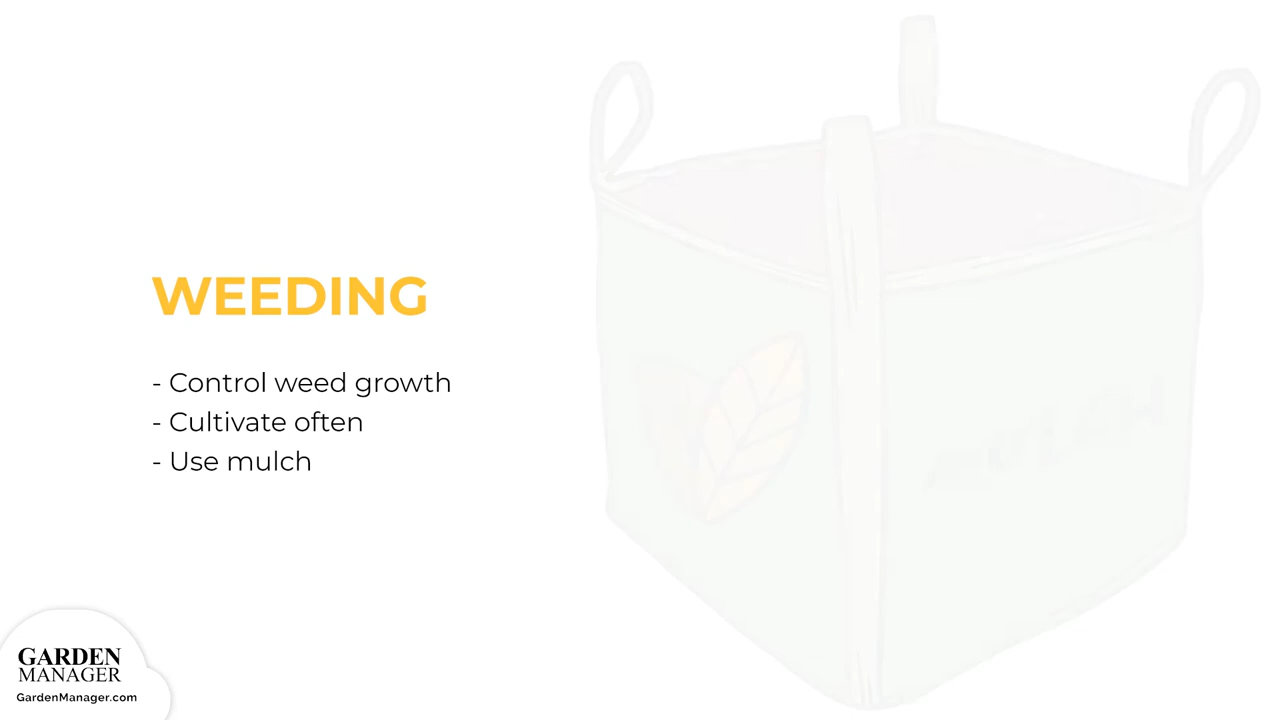 WEEDING
- Control weed growth
- Cultivate often
- Use mulch
GARDEN
MANAGER
GardenManager.com